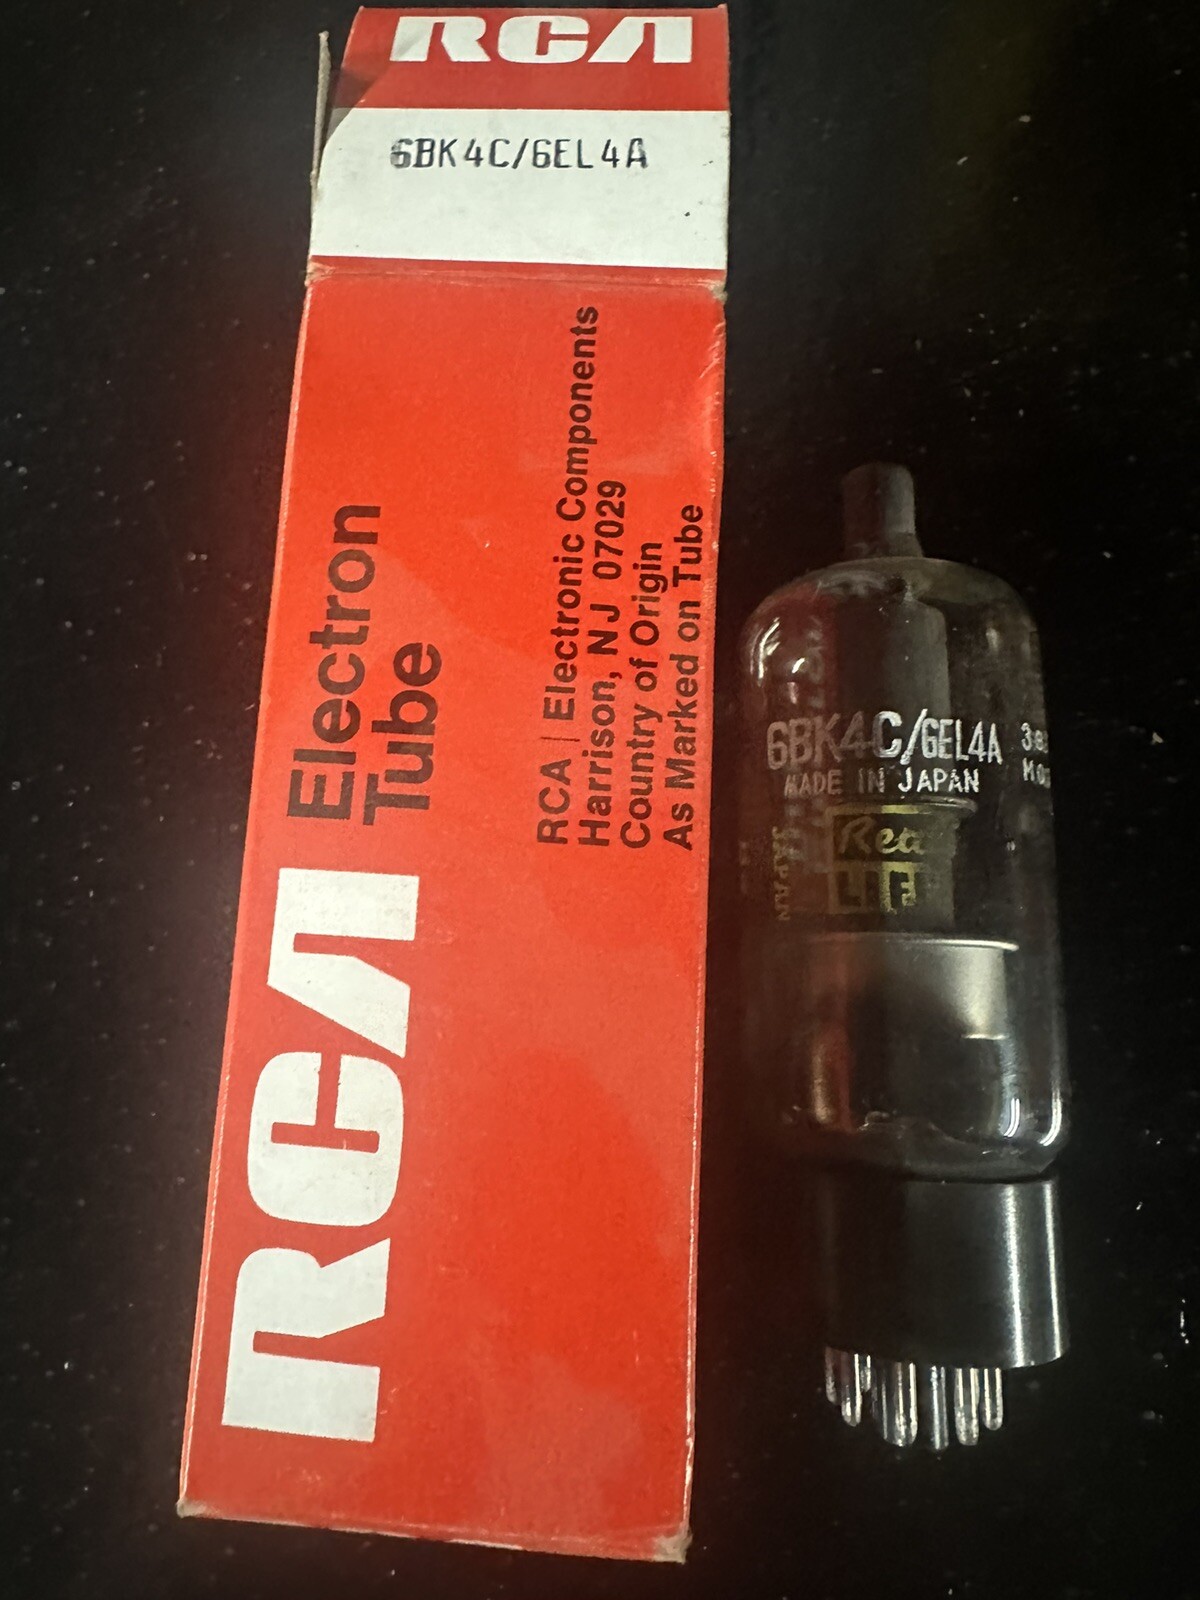 RCA
6BK4C/6EL4A
RCA Electron
Tube
RCA | Electronic Components
Harrison, NJ 07029
Country of Origin
As Marked on Tube
6BK4C/6EL4A
MADE IN JAPAN
JAPAN